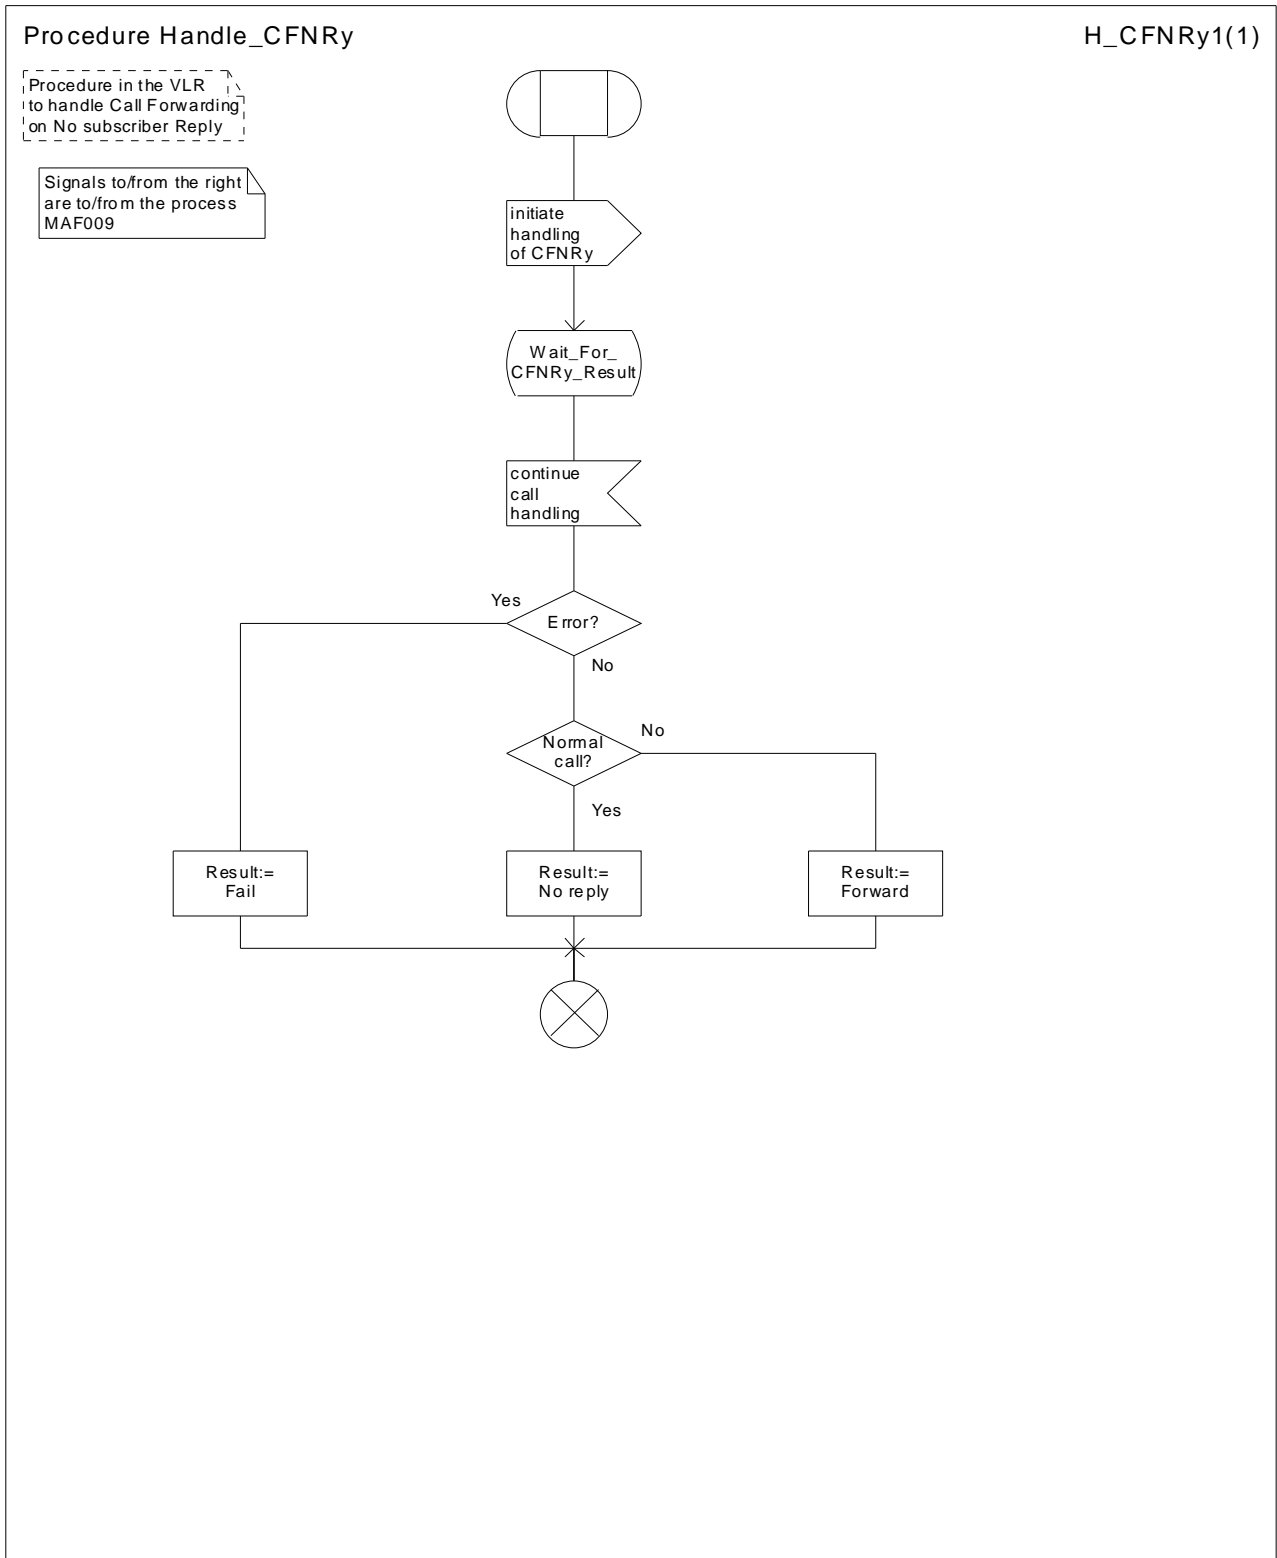 Procedure Handle_CFNRy
H_CFNRy1(1)
Procedure in the VLR
to handle Call Forwarding
on No subscriber Reply
Signals to/from the right
are to/from the process
MAF009
initiate
handling
of CFNRy
Wait_For_
CFNRy_Result
continue
call
handling
Yes
Error?
No
No
Normal
call?
Yes
Result:=
Fail
Result:=
No reply
Result:=
Forward